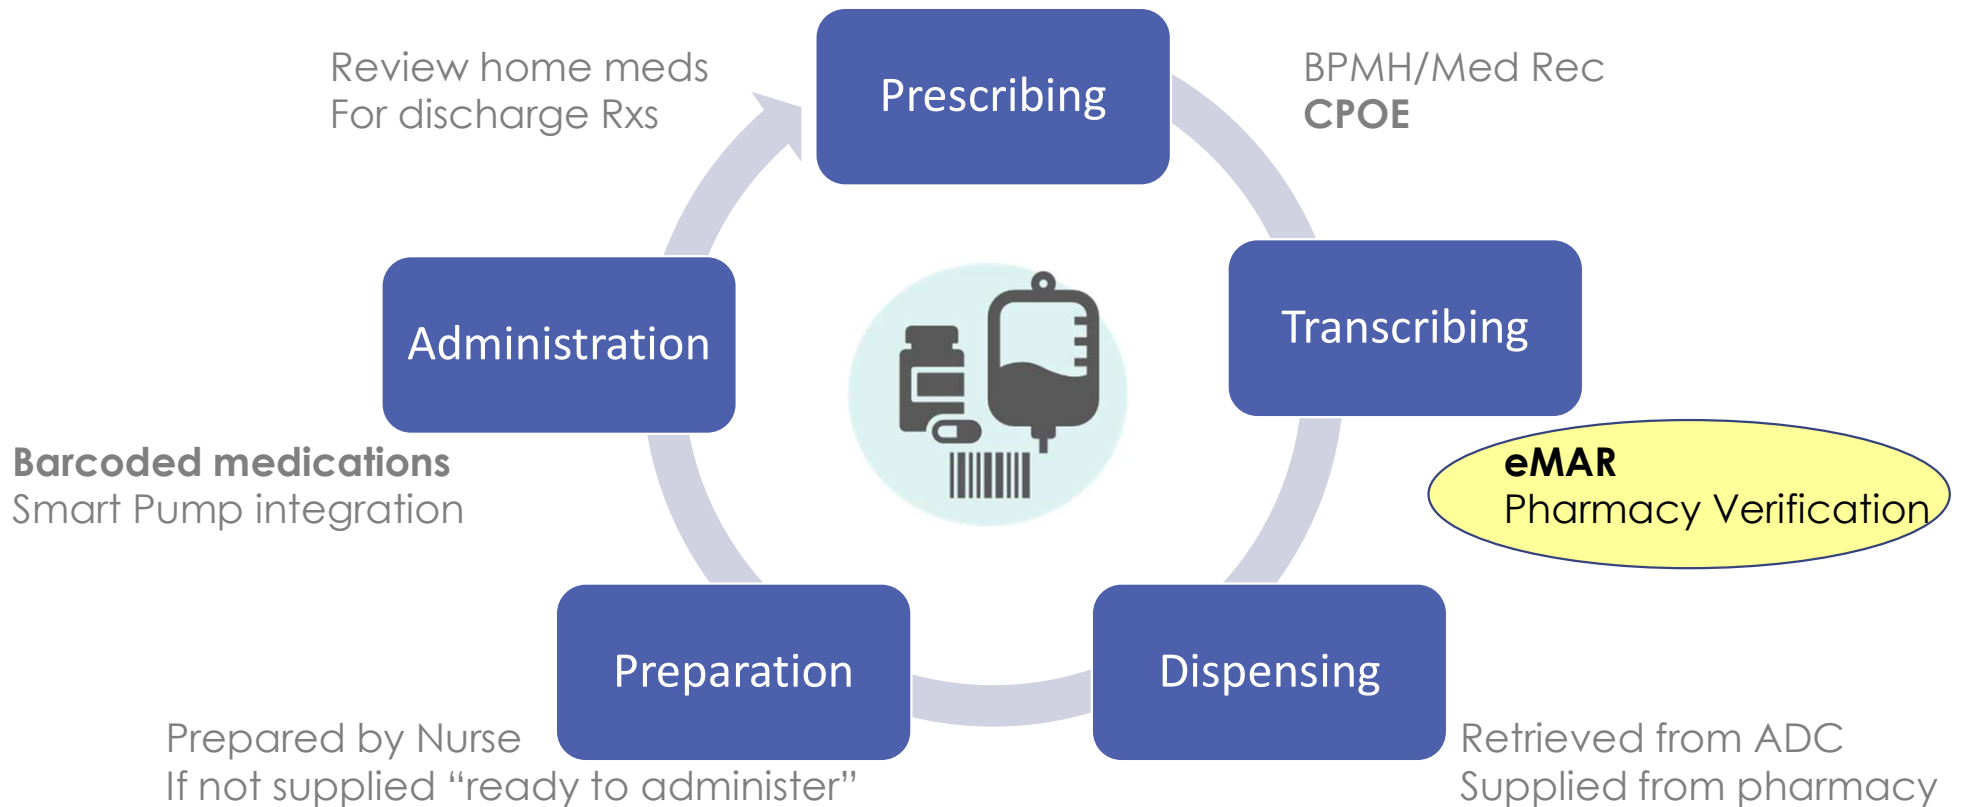 Review home meds
For discharge Rxs
Prescribing
BPMH/Med Rec
CPOE
Administration
Transcribing
Barcoded medications
Smart Pump integration
eMAR
Pharmacy Verification
Preparation
Dispensing
Prepared by Nurse
If not supplied “ready to administer”
Retrieved from ADC
Supplied from pharmacy